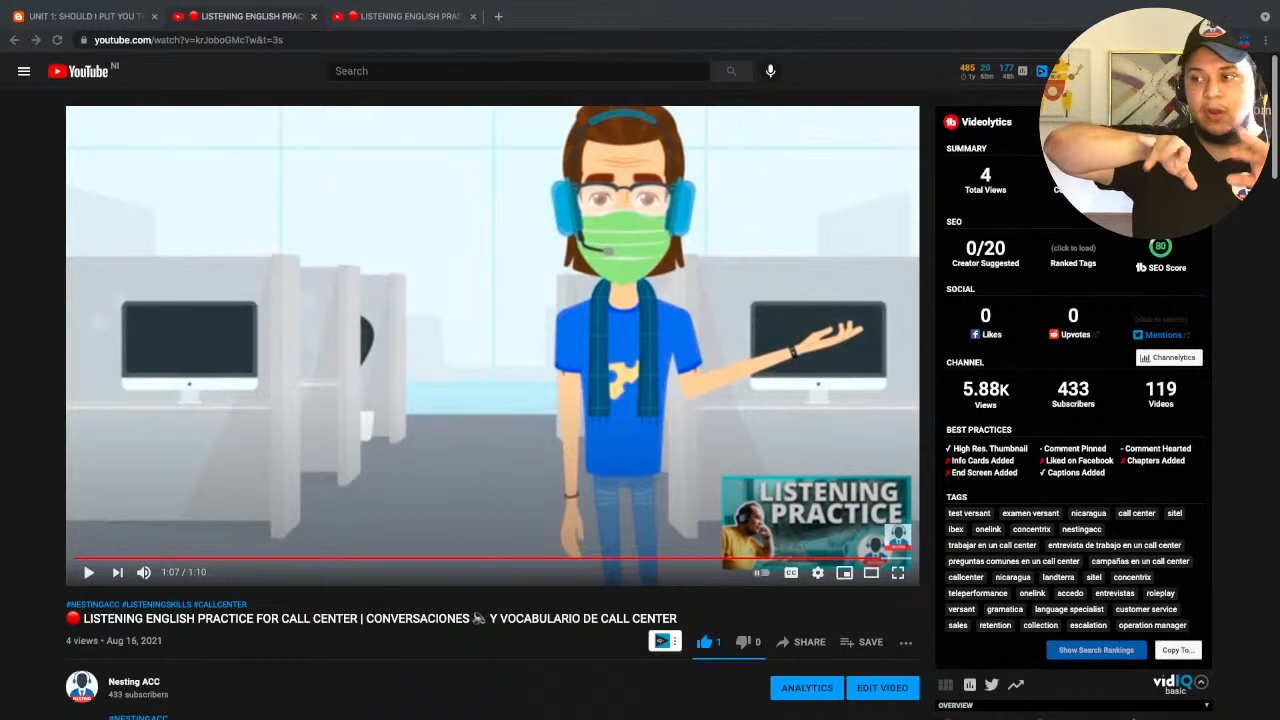 UNIT 1: SHOULD I PUT YOU T
LISTENING ENGLISH PRAC
LISTENING ENGLISH PRAC
youtube.com/watch?v=krJoboGMcTw&t=3s
YouTube NI
Search
485 20 177
1y 60m 48h
Videolytics
SUMMARY
4
Total Views
SEO
0/20 (click to load) 80
Creator Suggested Ranked Tags SEO Score
SOCIAL
0 0 (click to search)
Likes Upvotes Mentions
Channelytics
CHANNEL
5.88K 433 119
Views Subscribers Videos
BEST PRACTICES
✓ High Res. Thumbnail - Comment Pinned - Comment Hearted
✗ Info Cards Added ✗ Liked on Facebook ✗ Chapters Added
✗ End Screen Added ✓ Captions Added
TAGS
test versant examen versant nicaragua call center sitel
ibex onelink concentrix nestingacc
trabajar en un call center entrevista de trabajo en un call center
preguntas comunes en un call center campañas en un call center
callcenter nicaragua landterra sitel concentrix
teleperformance onelink accedo entrevistas roleplay
versant gramatica language specialist customer service
sales retention collection escalation operation manager
Show Search Rankings Copy To...
vidIQ
basic
OVERVIEW
LISTENING
PRACTICE
1:07 / 1:10
CC
#NESTINGACC #LISTENINGSKILLS #CALLCENTER
LISTENING ENGLISH PRACTICE FOR CALL CENTER | CONVERSACIONES Y VOCABULARIO DE CALL CENTER
4 views • Aug 16, 2021
1 0 SHARE SAVE
Nesting ACC
433 subscribers
ANALYTICS EDIT VIDEO
#NESTINGACC